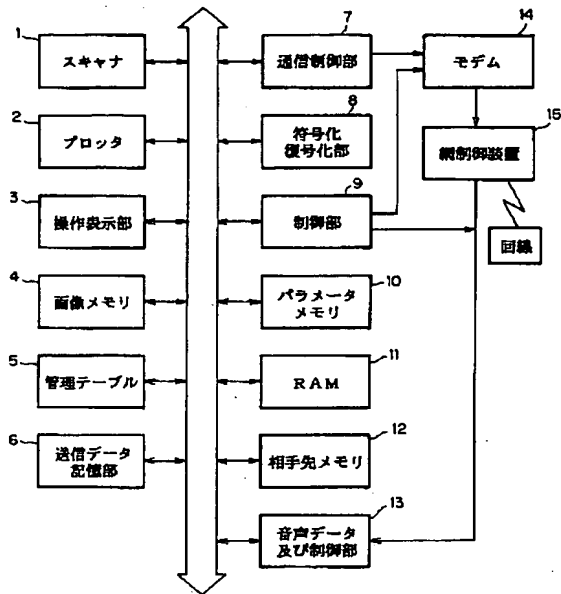 1
スキャナ
2
プロッタ
3
操作表示部
4
画像メモリ
5
管理テーブル
6
送信データ
記憶部
7
通信制御部
8
符号化
復号化部
9
制御部
10
パラメータ
メモリ
11
RAM
12
相手先メモリ
13
音声データ
及び制御部
14
モデム
15
網制御装置
回線